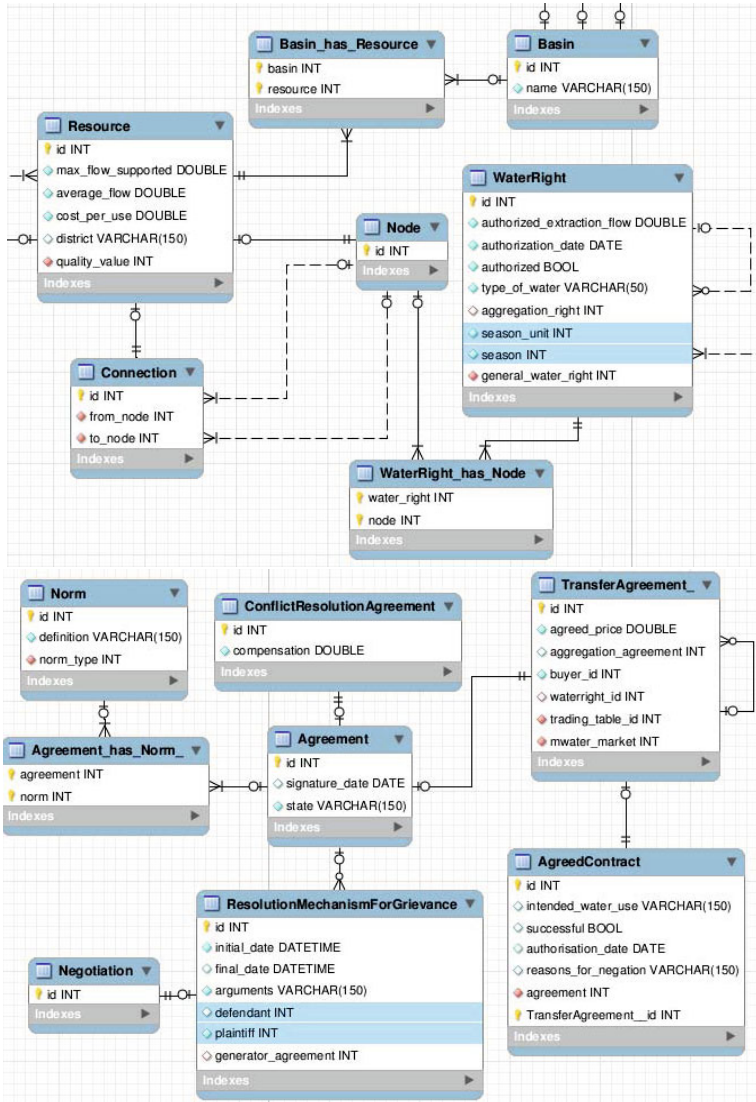 Basin_has_Resource
basin INT
resource INT
Indexes
Basin
id INT
name VARCHAR(150)
Indexes
Resource
id INT
max_flow_supported DOUBLE
average_flow DOUBLE
cost_per_use DOUBLE
district VARCHAR(150)
quality_value INT
Indexes
Node
id INT
Indexes
WaterRight
id INT
authorized_extraction_flow DOUBLE
authorization_date DATE
authorized BOOL
type_of_water VARCHAR(50)
aggregation_right INT
season_unit INT
season INT
general_water_right INT
Indexes
Connection
id INT
from_node INT
to_node INT
Indexes
WaterRight_has_Node
water_right INT
node INT
Indexes
Norm
id INT
definition VARCHAR(150)
norm_type INT
Indexes
ConflictResolutionAgreement
id INT
compensation DOUBLE
Indexes
TransferAgreement_
id INT
agreed_price DOUBLE
aggregation_agreement INT
buyer_id INT
waterright_id INT
trading_table_id INT
mwater_market INT
Indexes
Agreement_has_Norm_
agreement INT
norm INT
Indexes
Agreement
id INT
signature_date DATE
state VARCHAR(150)
Indexes
AgreedContract
id INT
intended_water_use VARCHAR(150)
successful BOOL
authorisation_date DATE
reasons_for_negation VARCHAR(150)
agreement INT
TransferAgreement__id INT
Indexes
ResolutionMechanismForGrievance
id INT
initial_date DATETIME
final_date DATETIME
arguments VARCHAR(150)
defendant INT
plaintiff INT
generator_agreement INT
Indexes
Negotiation
id INT
Indexes